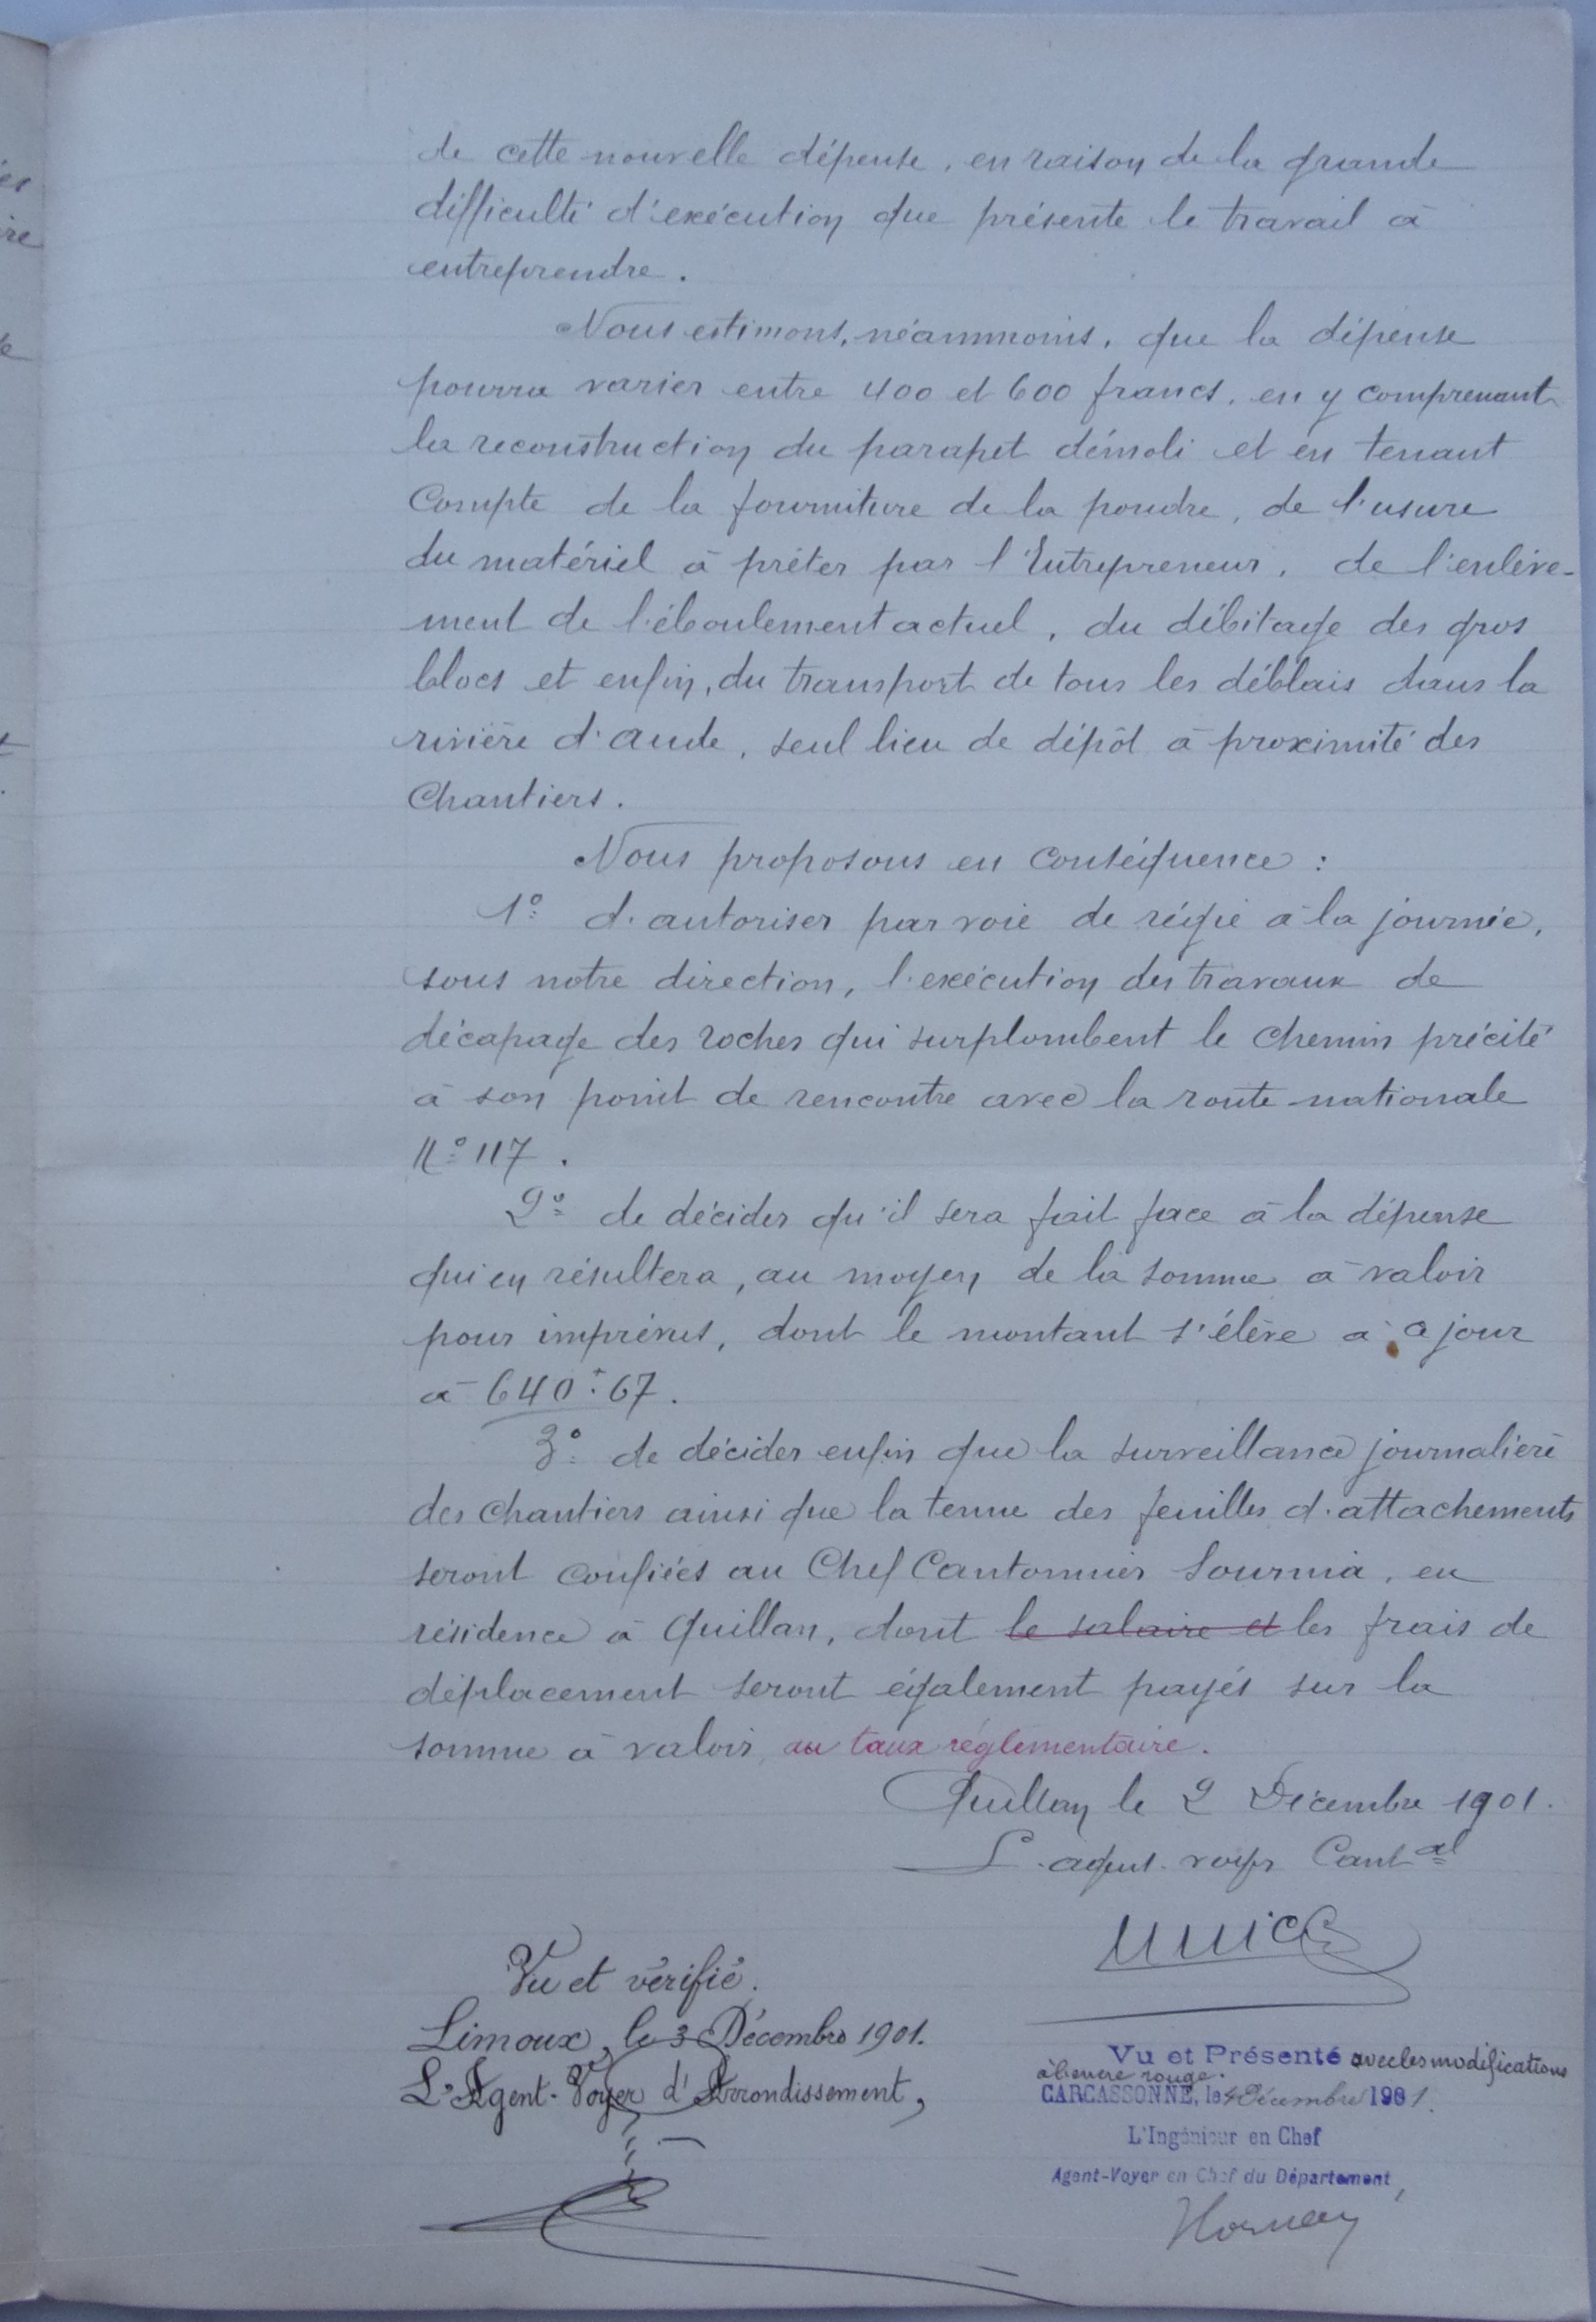 de cette nouvelle dépense, en raison de la grande
difficulté d'exécution que présente le travail à
entreprendre.
Nous estimons, néammoins, que la dépense
pourra varier entre 400 et 600 francs, en y comprenant
la reconstruction du parapet démoli et en tenant
Compte de la fourniture de la poudre, de l'usure
du matériel à prêter par l'Entrepreneur, de l'enlève-
ment de l'éboulement actuel, du débitage des gros
blocs et enfin, du transport de tous les déblais dans la
rivière d'aude, seul lieu de dépôt à proximité des
Chantiers.
Nous proposons en conséquence :
1° d'autoriser par voie de régie à la journée,
sous notre direction, l'exécution des travaux de
décapage des roches qui surplombent le chemin précité
à son point de rencontre avec la route nationale
N° 117.
2° de décider qu'il sera fait face à la dépense
qui en résultera, au moyen de la somme à valoir
pour imprévus, dont le montant s'élève à ajour
à 640f.67.
3° de décider enfin que la surveillance journalière
des chantiers ainsi que la tenue des feuilles d'attachements
seront confiées au Chef Cantonnier Sournia, en
résidence à Quillan, dont le salaire et les frais de
déplacement seront également payés sur la
somme à valoir, au taux réglementaire.
Quillan le 2 Décembre 1901.
L'agent-voyer Cantal
Vu et vérifié.
Limoux, le 3 Décembre 1901.
L'Agent-Voyer d'Arrondissement,
Vu et Présenté avec les modifications
à l'encre rouge.
CARCASSONNE, le 4 Décembre 1901.
L'Ingénieur en Chef
Agent-Voyer en Chef du Département,